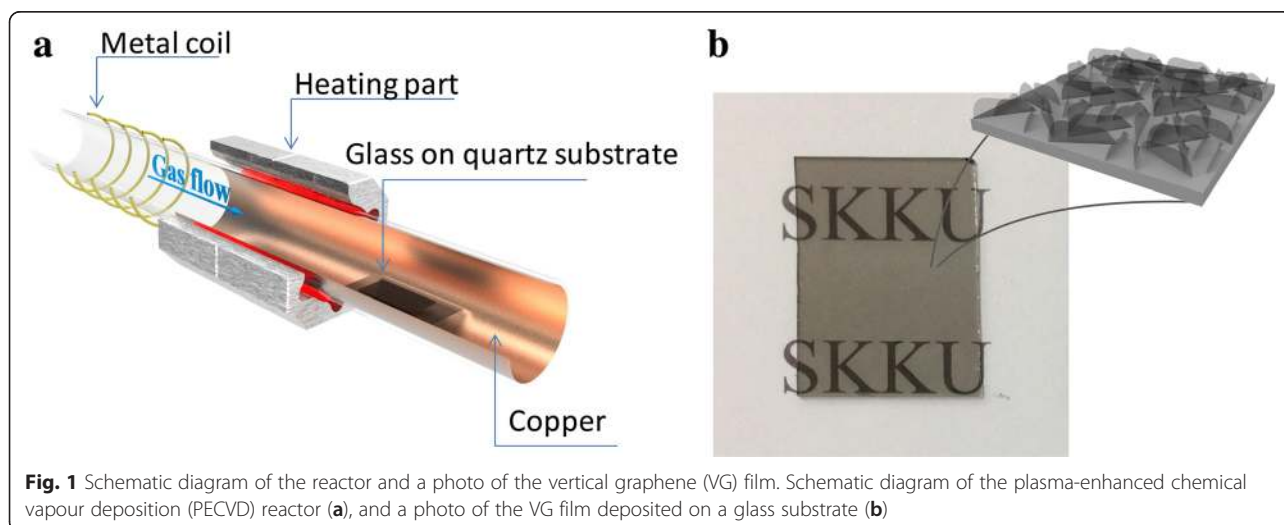 a
Metal coil
Heating part
Glass on quartz substrate
Gas flow
Copper
b
SKKU
SKKU
Fig. 1 Schematic diagram of the reactor and a photo of the vertical graphene (VG) film. Schematic diagram of the plasma-enhanced chemical
vapour deposition (PECVD) reactor (a), and a photo of the VG film deposited on a glass substrate (b)